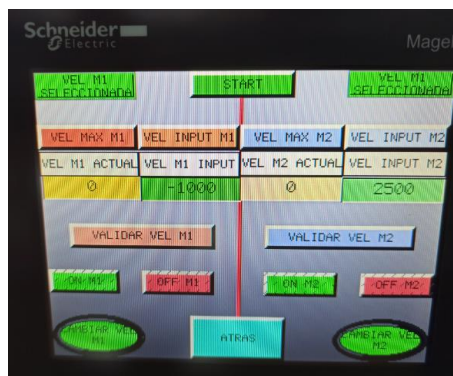 Schneider
Electric
Magel
VEL M1
SELECCIONADA
START
VEL M1
SELECCIONADA
VEL MAX M1
VEL INPUT M1
VEL MAX M2
VEL INPUT M2
VEL M1 ACTUAL
VEL M1 INPUT
VEL M2 ACTUAL
VEL INPUT M2
0
-1000
0
2500
VALIDAR VEL M1
VALIDAR VEL M2
ON M1
OFF M1
ON M2
OFF M2
CAMBIAR VEL
M1
ATRAS
CAMBIAR VEL
M2